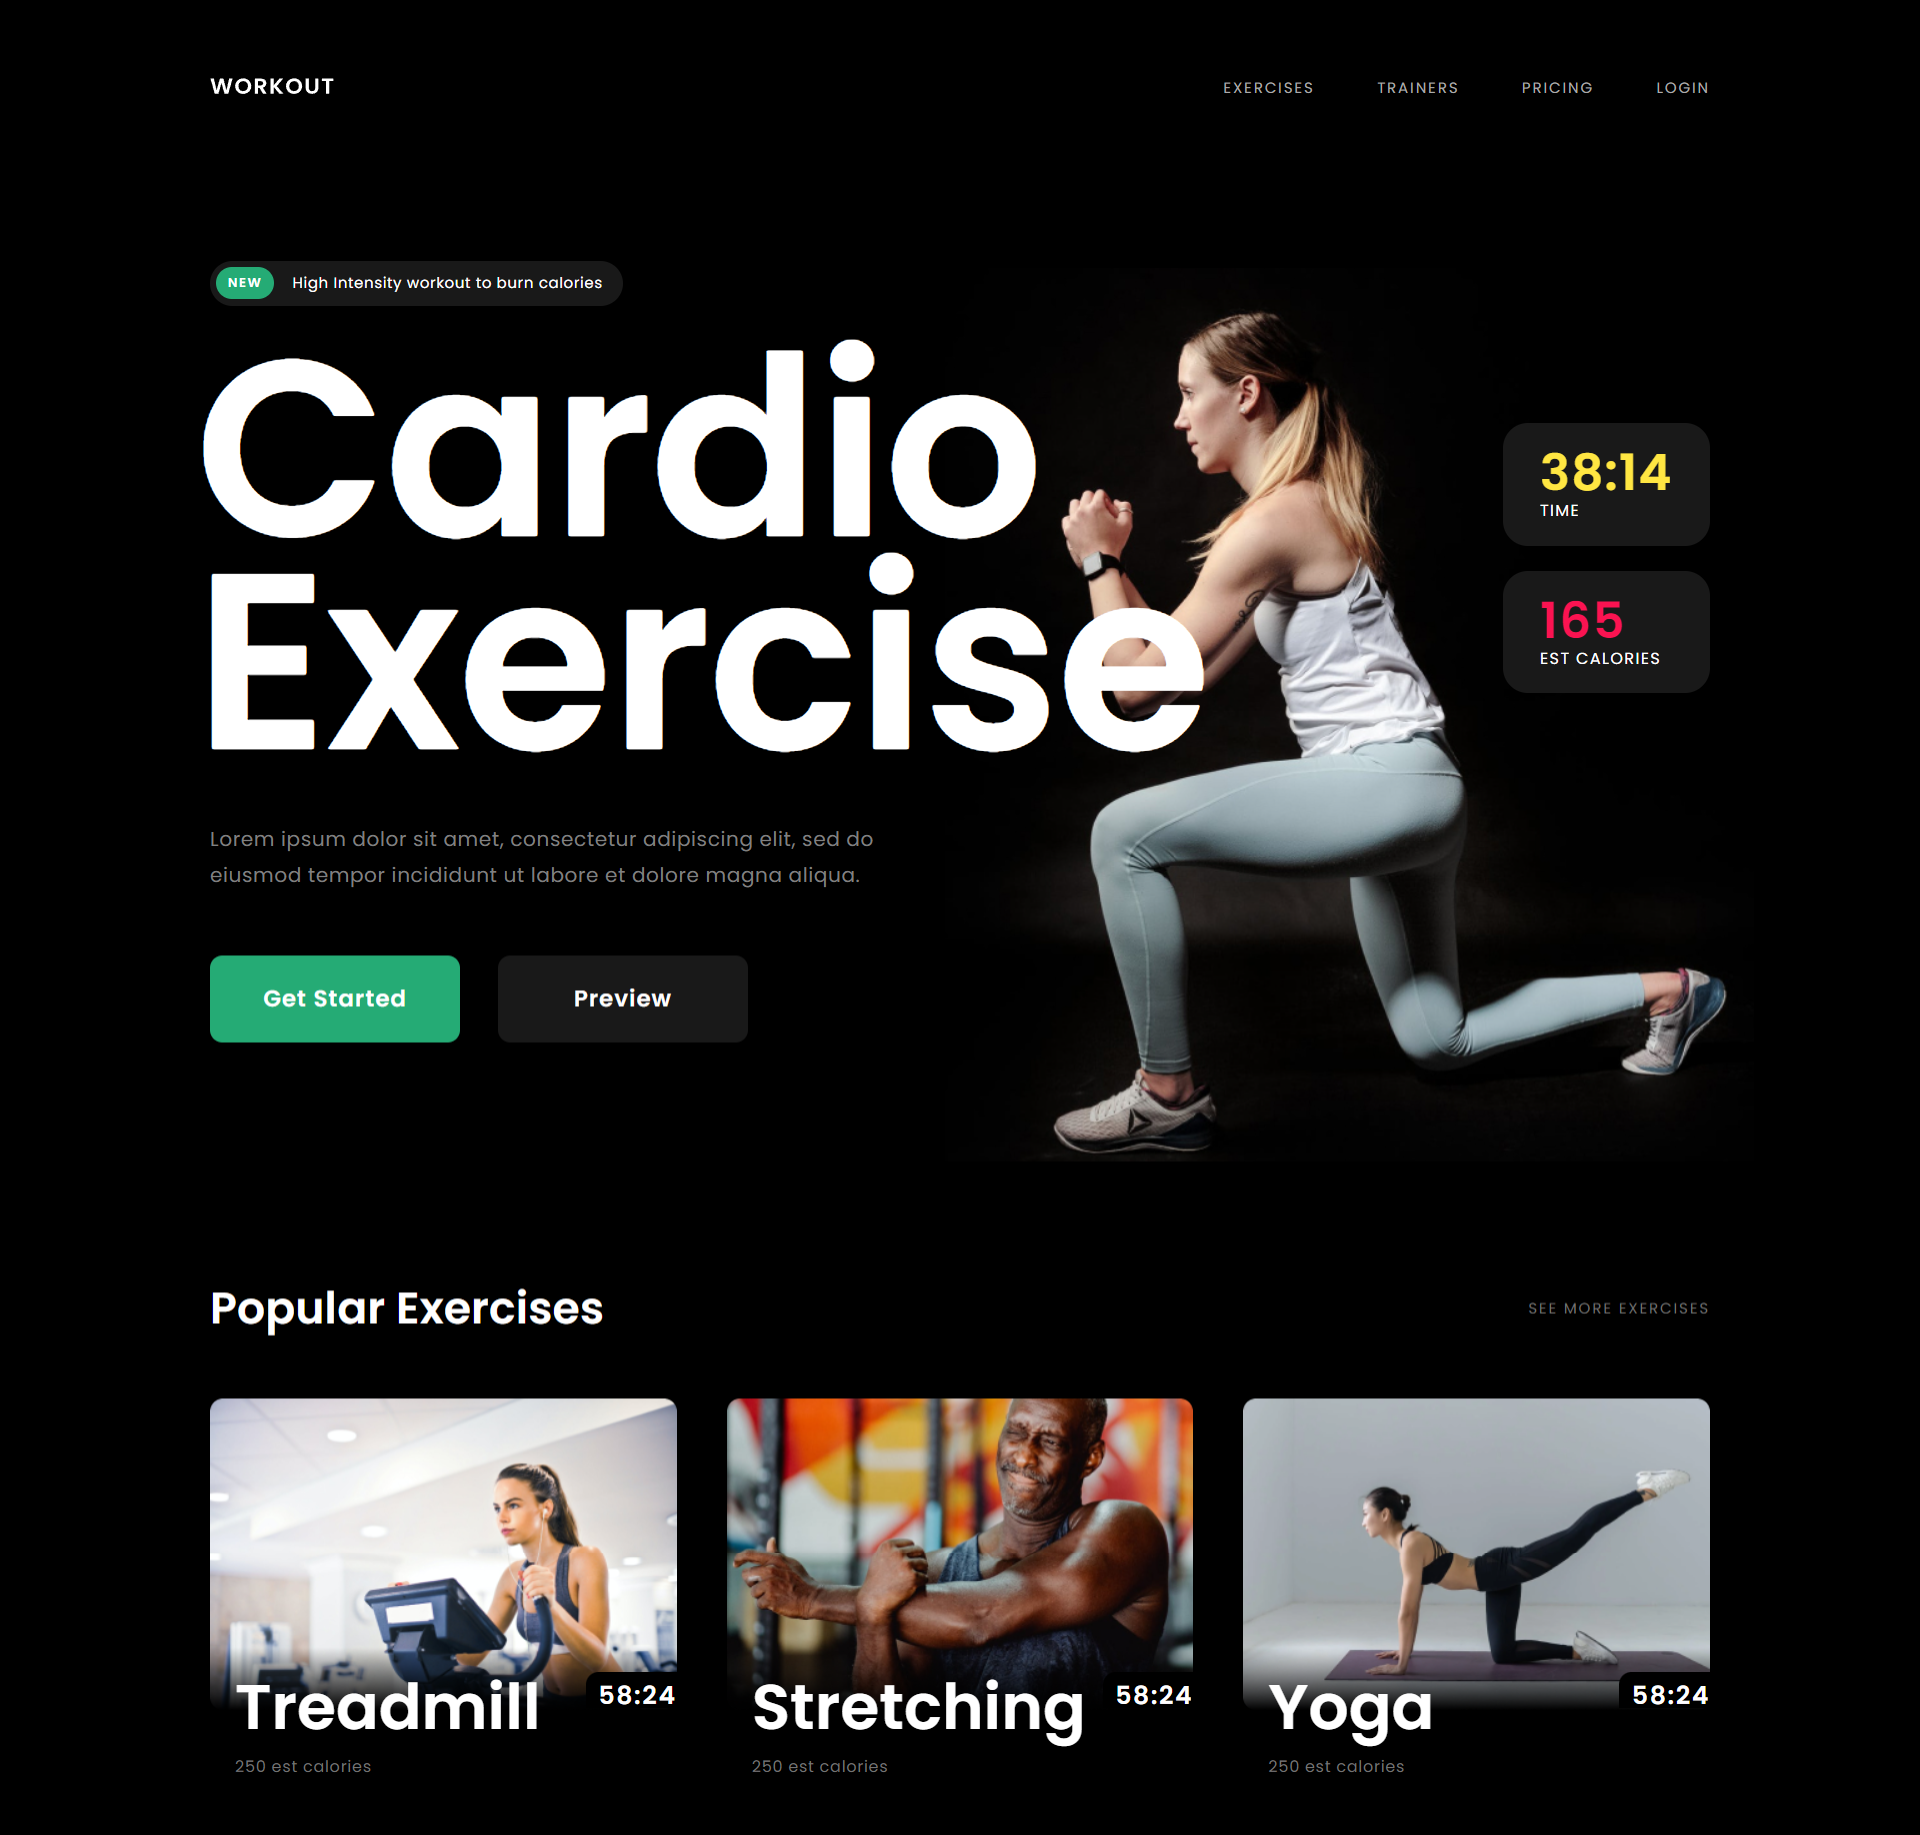 WORKOUT
EXERCISES
TRAINERS
PRICING
LOGIN
NEW
High Intensity workout to burn calories
Cardio
Exercise
38:14
TIME
165
EST CALORIES
Lorem ipsum dolor sit amet, consectetur adipiscing elit, sed do
eiusmod tempor incididunt ut labore et dolore magna aliqua.
Get Started
Preview
Popular Exercises
SEE MORE EXERCISES
58:24
Treadmill
250 est calories
58:24
Stretching
250 est calories
58:24
Yoga
250 est calories